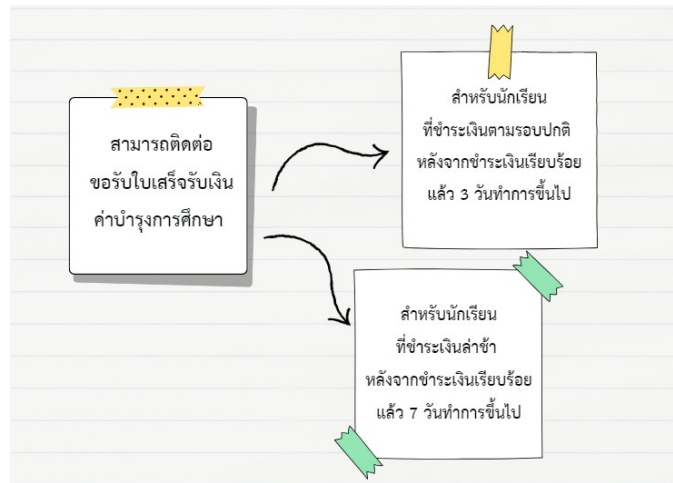 สามารถติดต่อ
ขอรับใบเสร็จรับเงิน
ค่าบำรุงการศึกษา
สำหรับนักเรียน
ที่ชำระเงินตามรอบปกติ
หลังจากชำระเงินเรียบร้อย
แล้ว 3 วันทำการขึ้นไป
สำหรับนักเรียน
ที่ชำระเงินล่าช้า
หลังจากชำระเงินเรียบร้อย
แล้ว 7 วันทำการขึ้นไป